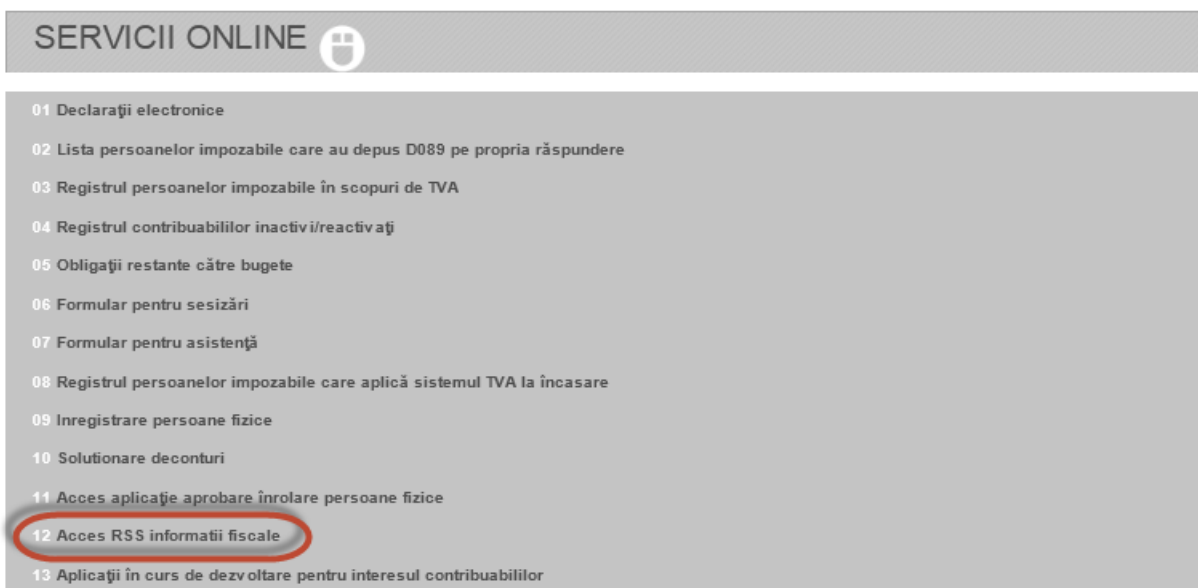 SERVICII ONLINE
01 Declaraţii electronice
02 Lista persoanelor impozabile care au depus D089 pe propria răspundere
03 Registrul persoanelor impozabile în scopuri de TVA
04 Registrul contribuabililor inactivi/reactivaţi
05 Obligaţii restante către bugete
06 Formular pentru sesizări
07 Formular pentru asistenţă
08 Registrul persoanelor impozabile care aplică sistemul TVA la încasare
09 Inregistrare persoane fizice
10 Solutionare deconturi
11 Acces aplicaţie aprobare înrolare persoane fizice
12 Acces RSS informatii fiscale
13 Aplicaţii în curs de dezvoltare pentru interesul contribuabililor